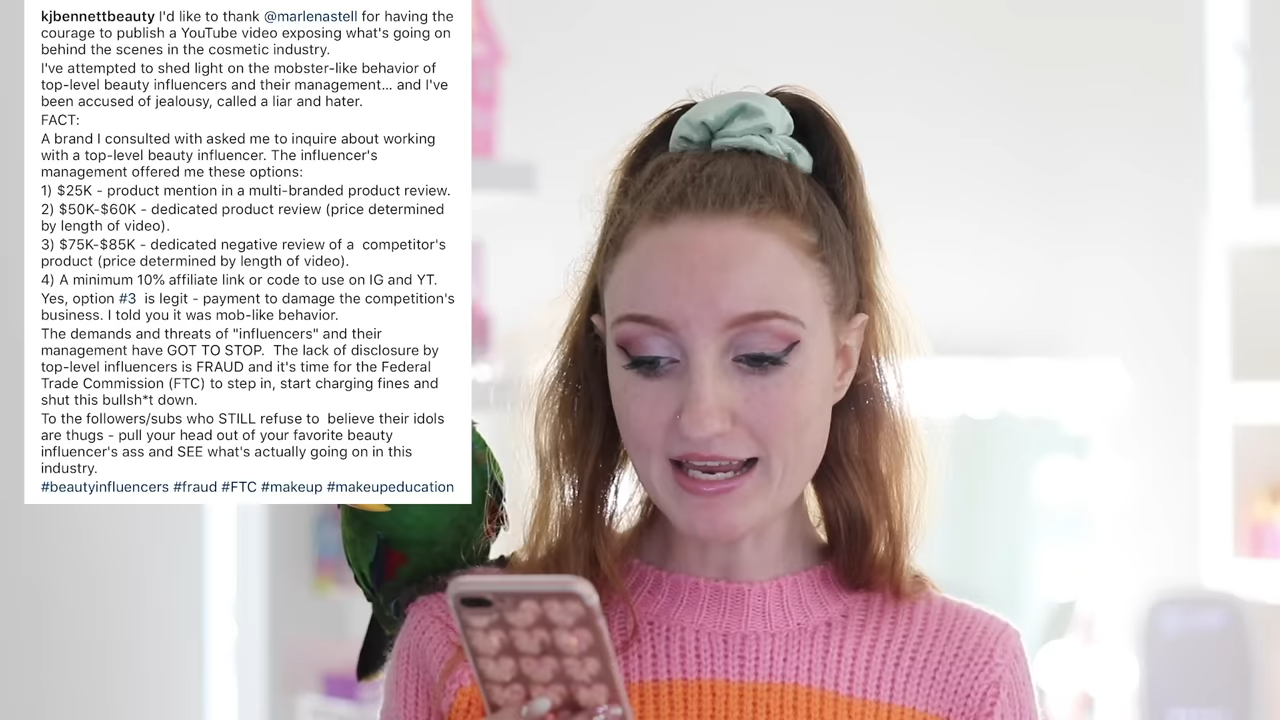 kjbennettbeauty I'd like to thank @marlenastell for having the
courage to publish a YouTube video exposing what's going on
behind the scenes in the cosmetic industry.
I've attempted to shed light on the mobster-like behavior of
top-level beauty influencers and their management... and I've
been accused of jealousy, called a liar and hater.
FACT:
A brand I consulted with asked me to inquire about working
with a top-level beauty influencer. The influencer's
management offered me these options:
1) $25K - product mention in a multi-branded product review.
2) $50K-$60K - dedicated product review (price determined
by length of video).
3) $75K-$85K - dedicated negative review of a  competitor's
product (price determined by length of video).
4) A minimum 10% affiliate link or code to use on IG and YT.
Yes, option #3  is legit - payment to damage the competition's
business. I told you it was mob-like behavior.
The demands and threats of "influencers" and their
management have GOT TO STOP.  The lack of disclosure by
top-level influencers is FRAUD and it's time for the Federal
Trade Commission (FTC) to step in, start charging fines and
shut this bullsh*t down.
To the followers/subs who STILL refuse to  believe their idols
are thugs - pull your head out of your favorite beauty
influencer's ass and SEE what's actually going on in this
industry.
#beautyinfluencers #fraud #FTC #makeup #makeupeducation